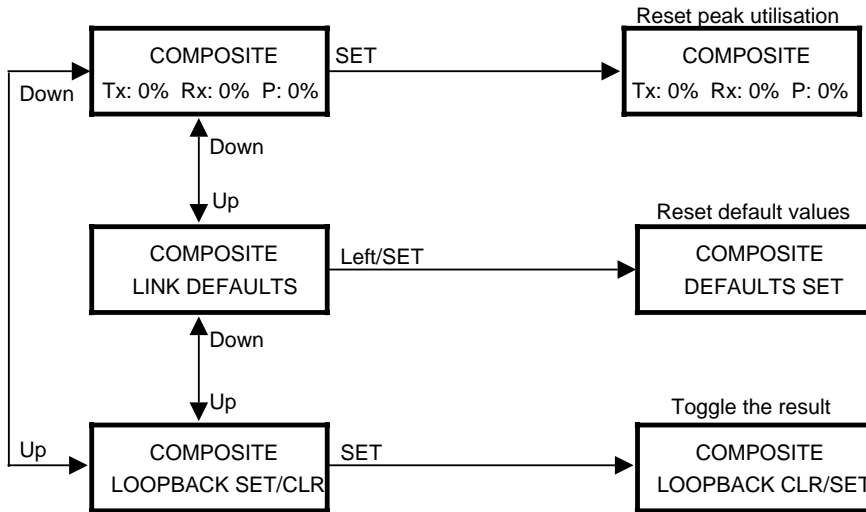 Reset peak utilisation
COMPOSITE
Tx: 0% Rx: 0% P: 0%
SET
COMPOSITE
Tx: 0% Rx: 0% P: 0%
Down
Down
Up
Reset default values
COMPOSITE
LINK DEFAULTS
Left/SET
COMPOSITE
DEFAULTS SET
Down
Up
Toggle the result
Up
COMPOSITE
LOOPBACK SET/CLR
SET
COMPOSITE
LOOPBACK CLR/SET